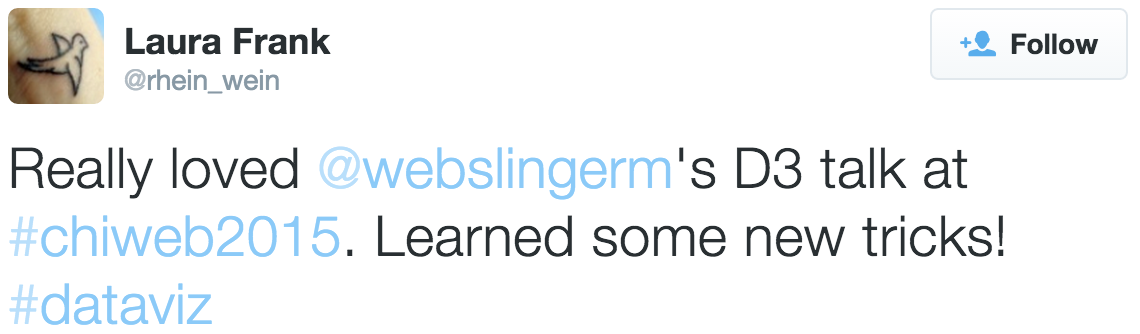 Laura Frank
@rhein_wein
Follow
Really loved @webslingerm's D3 talk at
#chiweb2015. Learned some new tricks!
#dataviz